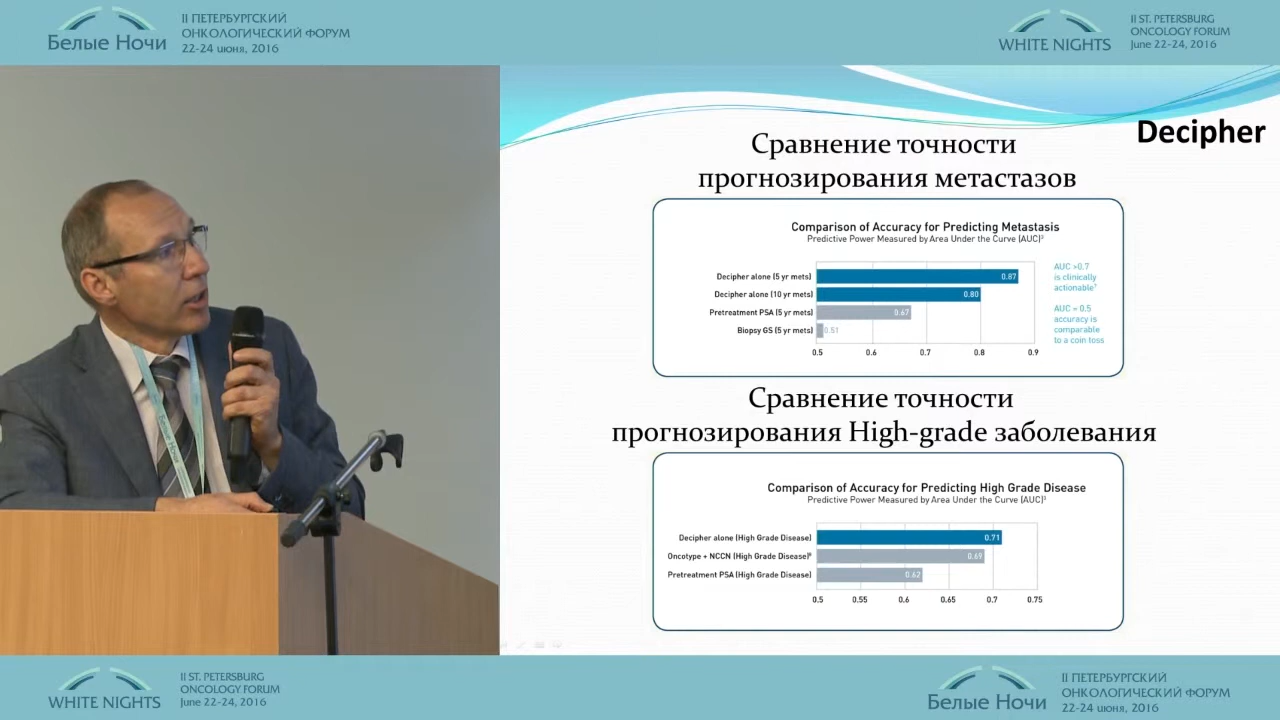 Белые Ночи
II ПЕТЕРБУРГСКИЙ
ОНКОЛОГИЧЕСКИЙ ФОРУМ
22-24 июня, 2016
WHITE NIGHTS
II ST. PETERSBURG
ONCOLOGY FORUM
June 22-24, 2016
Decipher
Сравнение точности
прогнозирования метастазов
Comparison of Accuracy for Predicting Metastasis
Predictive Power Measured by Area Under the Curve (AUC)³
Decipher alone (5 yr mets) 0.87
Decipher alone (10 yr mets) 0.80
Pretreatment PSA (5 yr mets) 0.67
Biopsy GS (5 yr mets) 0.51
0.5 0.6 0.7 0.8 0.9
AUC >0.7
is clinically
actionable⁷
AUC = 0.5
accuracy is
comparable
to a coin toss
Сравнение точности
прогнозирования High-grade заболевания
Comparison of Accuracy for Predicting High Grade Disease
Predictive Power Measured by Area Under the Curve (AUC)³
Decipher alone (High Grade Disease) 0.71
Oncotype + NCCN (High Grade Disease)⁸ 0.69
Pretreatment PSA (High Grade Disease) 0.62
0.5 0.55 0.6 0.65 0.7 0.75
Белые Ночи
WHITE NIGHTS
II ST. PETERSBURG
ONCOLOGY FORUM
June 22-24, 2016
Белые Ночи
II ПЕТЕРБУРГСКИЙ
ОНКОЛОГИЧЕСКИЙ ФОРУМ
22-24 июня, 2016